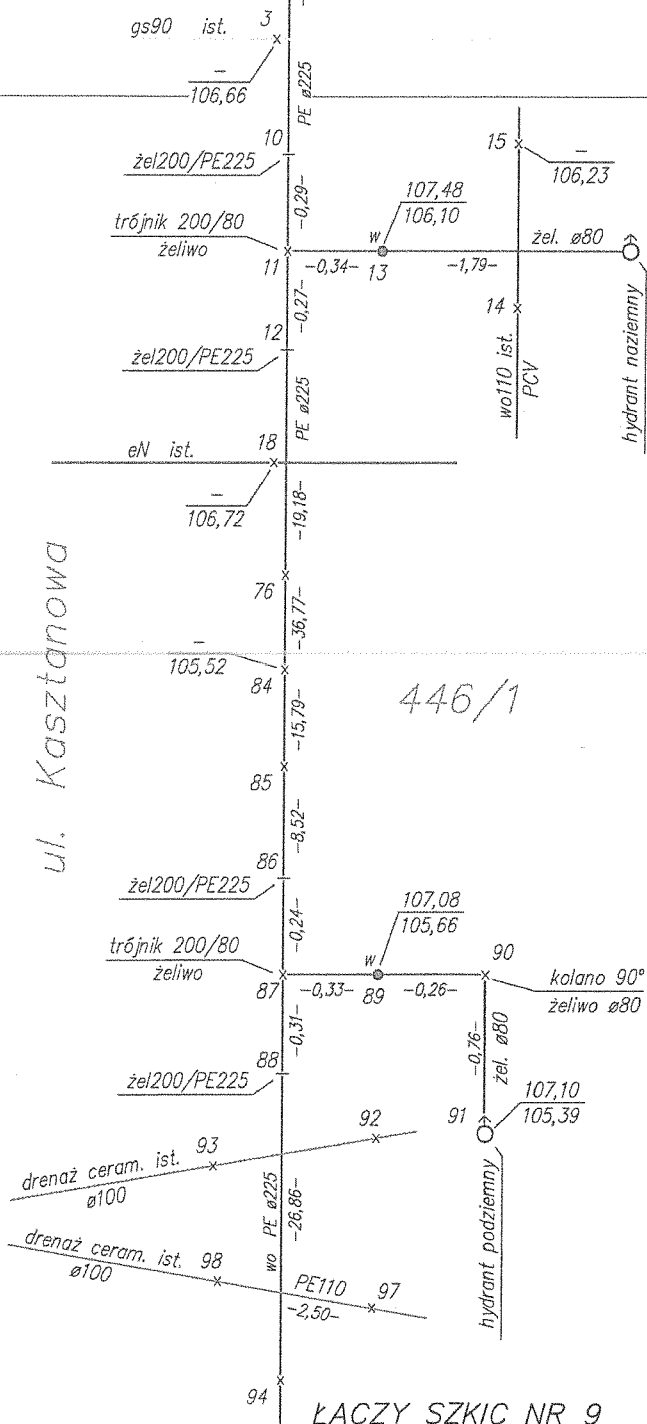 gs90 ist. 3
–
106,66
PE ø225
10
żel200/PE225
-0,29-
15
–
106,23
107,48
106,10
trójnik 200/80
żeliwo
11
w
-0,34- 13
-1,79-
żel. ø80
hydrant naziemny
-0,27-
12
żel200/PE225
14
wo110 ist.
PCV
PE ø225
eN ist. 18
–
106,72
-19,18-
76
-36,77-
ul. Kasztanowa
–
105,52
84
446/1
-15,79-
85
-8,52-
86
żel200/PE225
-0,24-
107,08
105,66
trójnik 200/80
żeliwo
87
w
-0,33- 89
-0,26-
90
kolano 90°
żeliwo ø80
-0,31-
88
żel200/PE225
-0,76-
żel. ø80
107,10
105,39
91
hydrant podziemny
92
93
drenaż ceram. ist.
ø100
wo PE ø225
-26,86-
drenaż ceram. ist. 98
ø100
PE110
-2,50-
97
94
ŁĄCZY SZKIC NR 9